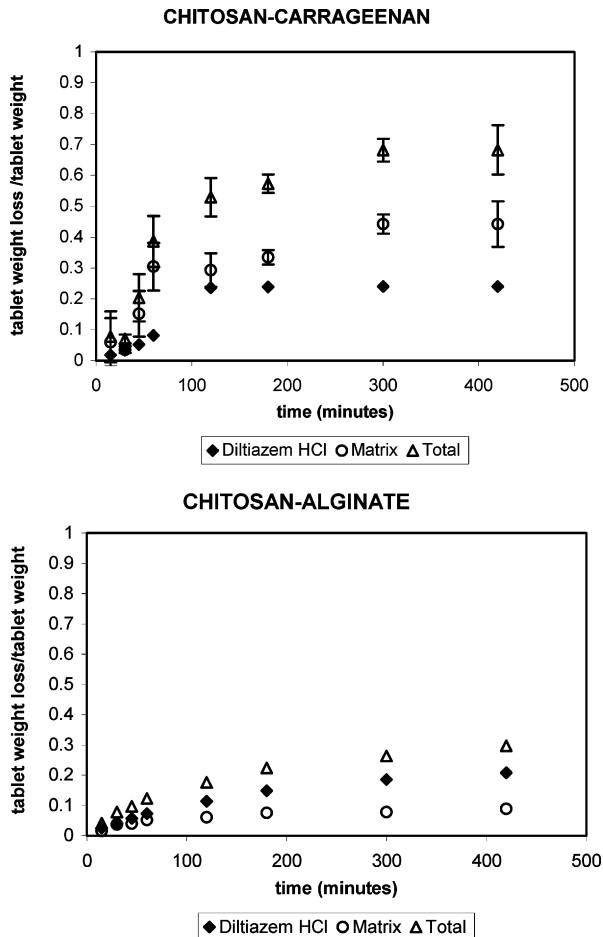 CHITOSAN-CARRAGEENAN
tablet weight loss /tablet weight
1
0.9
0.8
0.7
0.6
0.5
0.4
0.3
0.2
0.1
0
0 100 200 300 400 500
time (minutes)
Diltiazem HCl Matrix Total
CHITOSAN-ALGINATE
tablet weight loss/tablet weight
1
0.9
0.8
0.7
0.6
0.5
0.4
0.3
0.2
0.1
0
0 100 200 300 400 500
time (minutes)
Diltiazem HCl Matrix Total